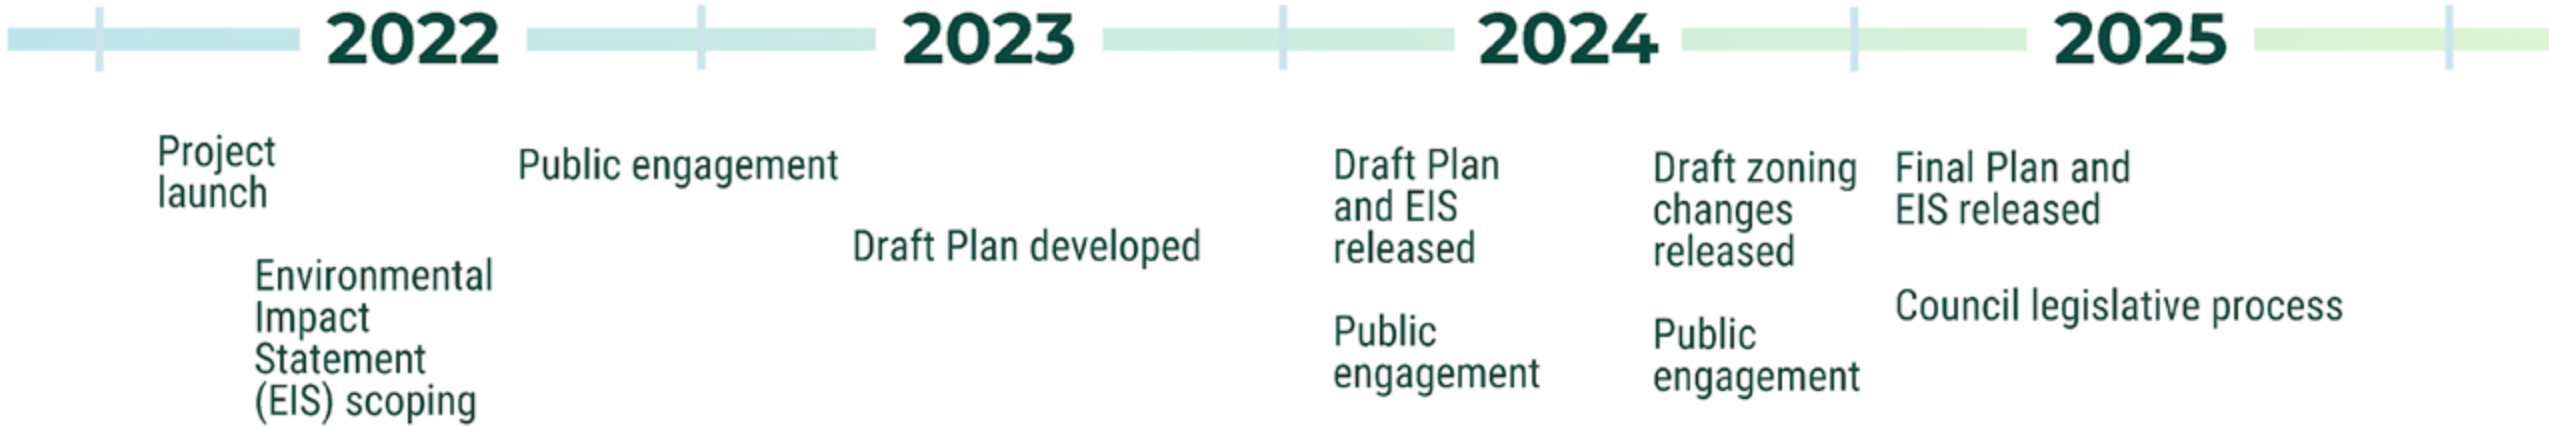 2022
2023
2024
2025
Project
launch
Environmental
Impact
Statement
(EIS) scoping
Public engagement
Draft Plan developed
Draft Plan
and EIS
released
Public
engagement
Draft zoning
changes
released
Public
engagement
Final Plan and
EIS released
Council legislative process